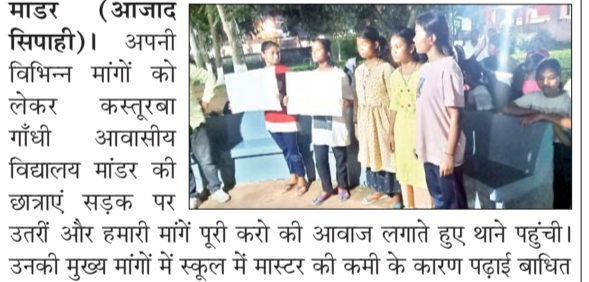 मांडर (आजाद
सिपाही)। अपनी
विभिन्न मांगों को
लेकर कस्तूरबा
गाँधी आवासीय
विद्यालय मांडर की
छात्राएं सड़क पर
उतरीं और हमारी मांगें पूरी करो की आवाज लगाते हुए थाने पहुंची।
उनकी मुख्य मांगों में स्कूल में मास्टर की कमी के कारण पढ़ाई बाधित